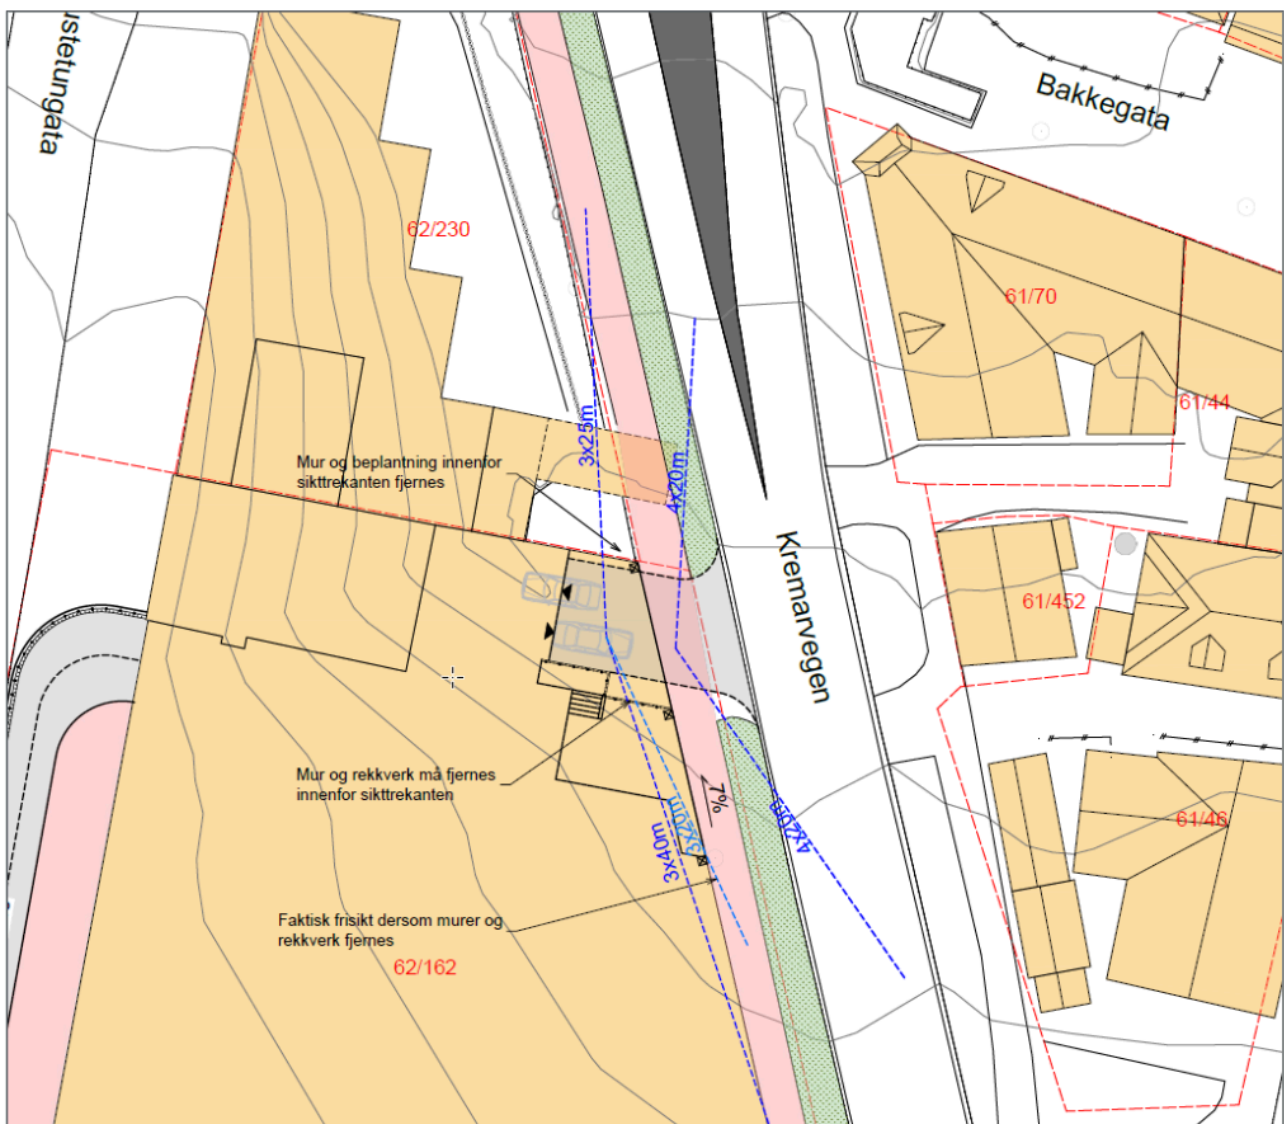 ustetungata
Bakkegata
62/230
61/70
61/44
3x25m
Mur og beplantning innenfor
sikttrekanten fjernes
4x20m
Kremarvegen
61/452
Mur og rekkverk må fjernes
innenfor sikttrekanten
7%
3x20m
4x20m
3x40m
61/46
Faktisk frisikt dersom murer og
rekkverk fjernes
62/162